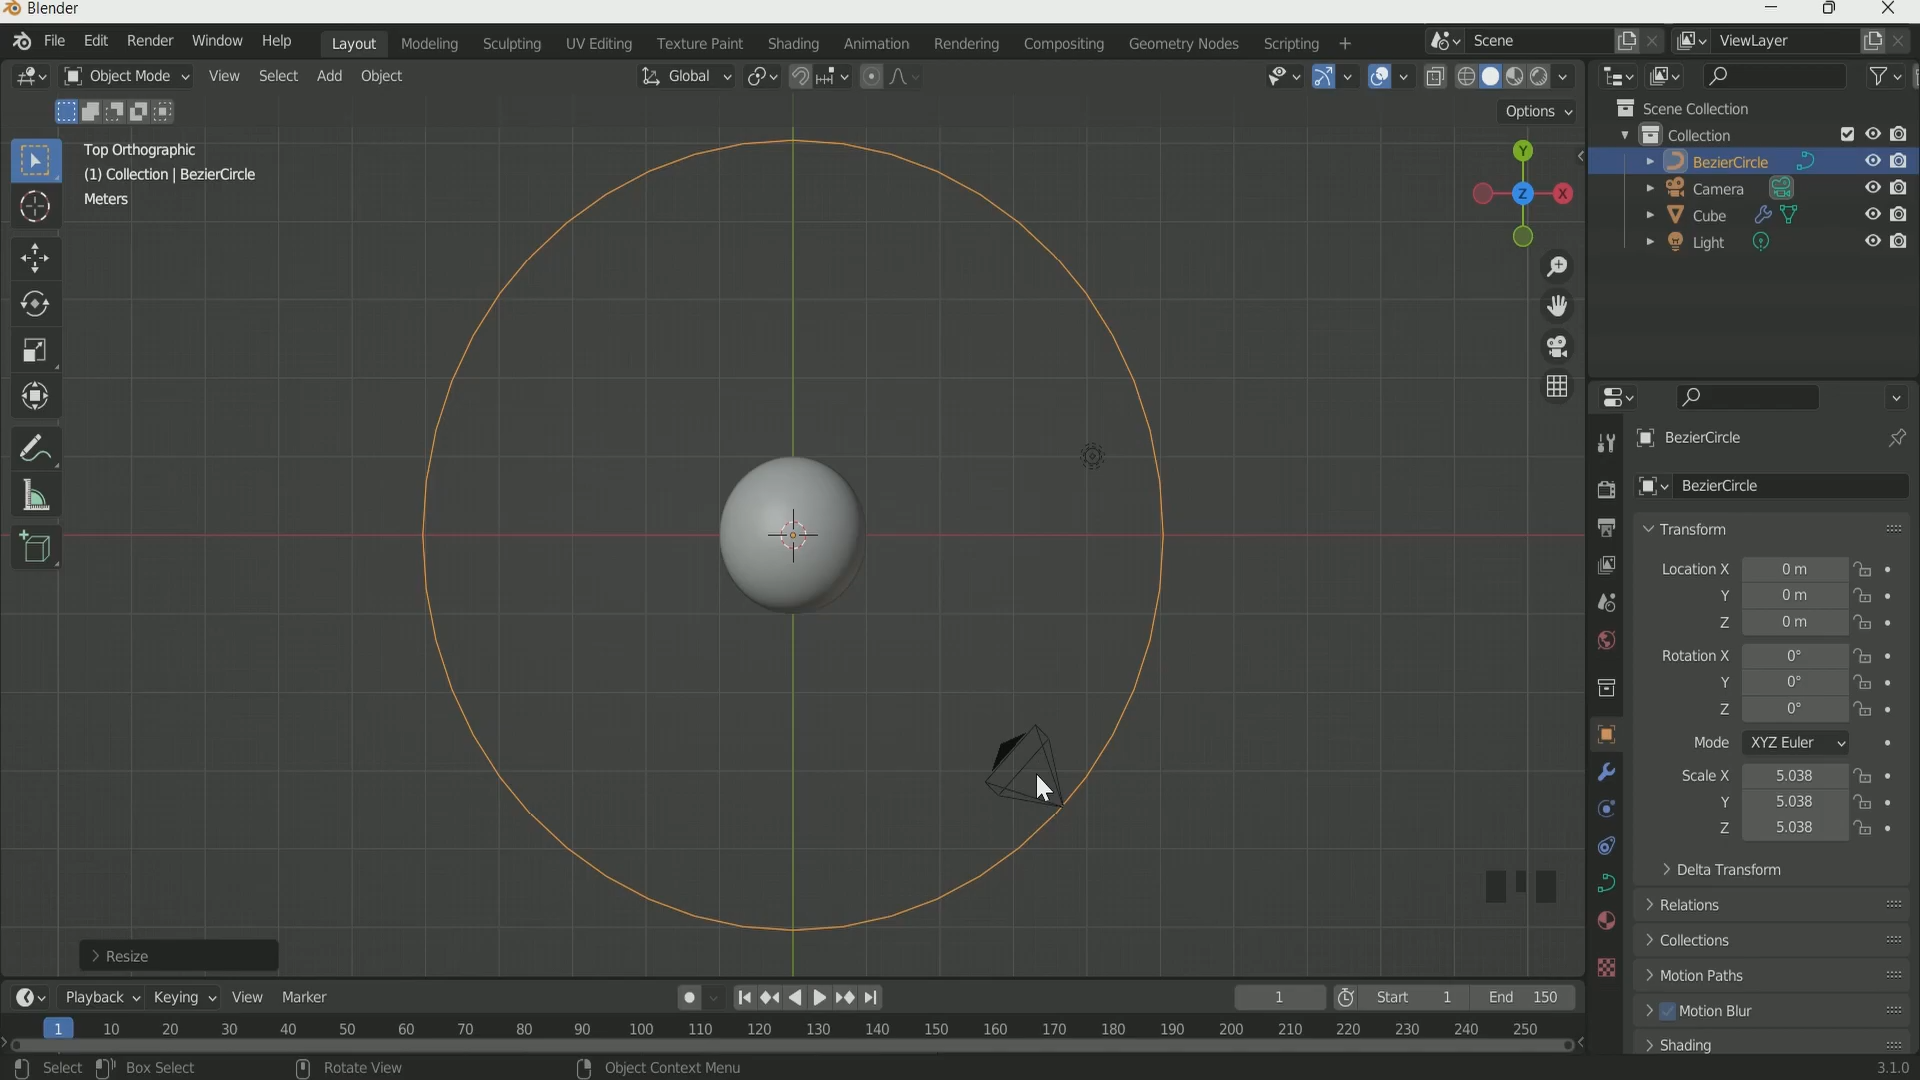 Blender
File Edit Render Window Help Layout Modeling Sculpting UV Editing Texture Paint Shading Animation Rendering Compositing Geometry Nodes Scripting + Scene ViewLayer
Object Mode View Select Add Object Global
Options
Top Orthographic
(1) Collection | BezierCircle
Meters
Y
X
Z
Scene Collection
Collection
BezierCircle
Camera
Cube
Light
BezierCircle
BezierCircle
Transform
Location X 0 m
Y 0 m
Z 0 m
Rotation X 0°
Y 0°
Z 0°
Mode XYZ Euler
Scale X 5.038
Y 5.038
Z 5.038
Delta Transform
Relations
Collections
Motion Paths
Motion Blur
Shading
Resize
Playback Keying View Marker 1 Start 1 End 150
1 10 20 30 40 50 60 70 80 90 100 110 120 130 140 150 160 170 180 190 200 210 220 230 240 250
Select Box Select Rotate View Object Context Menu 3.1.0